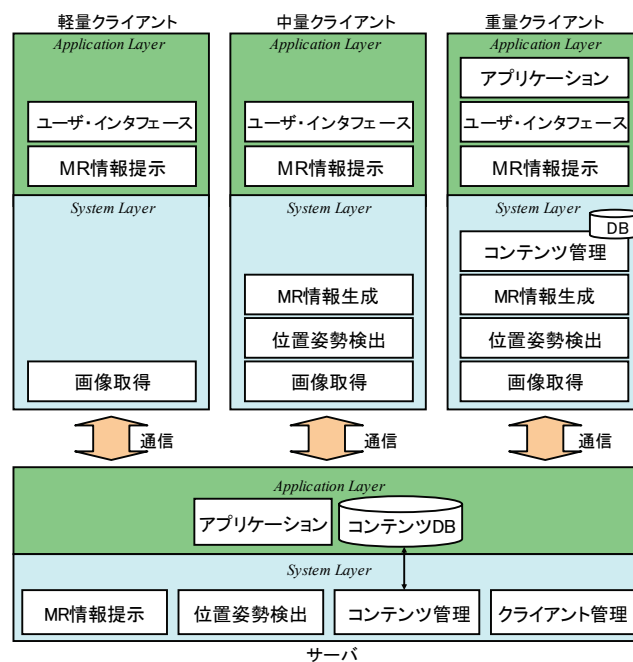 軽量クライアント
Application Layer
ユーザ・インタフェース
MR情報提示
System Layer
画像取得
通信
中量クライアント
Application Layer
ユーザ・インタフェース
MR情報提示
System Layer
MR情報生成
位置姿勢検出
画像取得
通信
重量クライアント
Application Layer
アプリケーション
ユーザ・インタフェース
MR情報提示
System Layer
DB
コンテンツ管理
MR情報生成
位置姿勢検出
画像取得
通信
Application Layer
アプリケーション
コンテンツDB
System Layer
MR情報提示
位置姿勢検出
コンテンツ管理
クライアント管理
サーバ